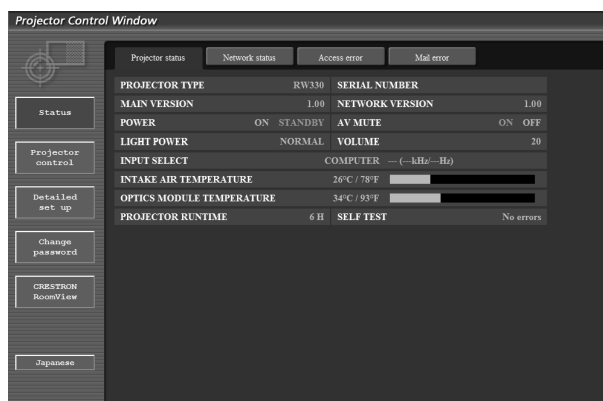 Projector Control Window
Projector status Network status Access error Mail error
Status
Projector
control
Detailed
set up
Change
password
CRESTRON
RoomView
Japanese
PROJECTOR TYPE RW330 SERIAL NUMBER
MAIN VERSION 1.00 NETWORK VERSION 1.00
POWER ON STANDBY AV MUTE ON OFF
LIGHT POWER NORMAL VOLUME 20
INPUT SELECT COMPUTER --- (---kHz/---Hz)
INTAKE AIR TEMPERATURE 26°C / 78°F
OPTICS MODULE TEMPERATURE 34°C / 93°F
PROJECTOR RUNTIME 6 H SELF TEST No errors